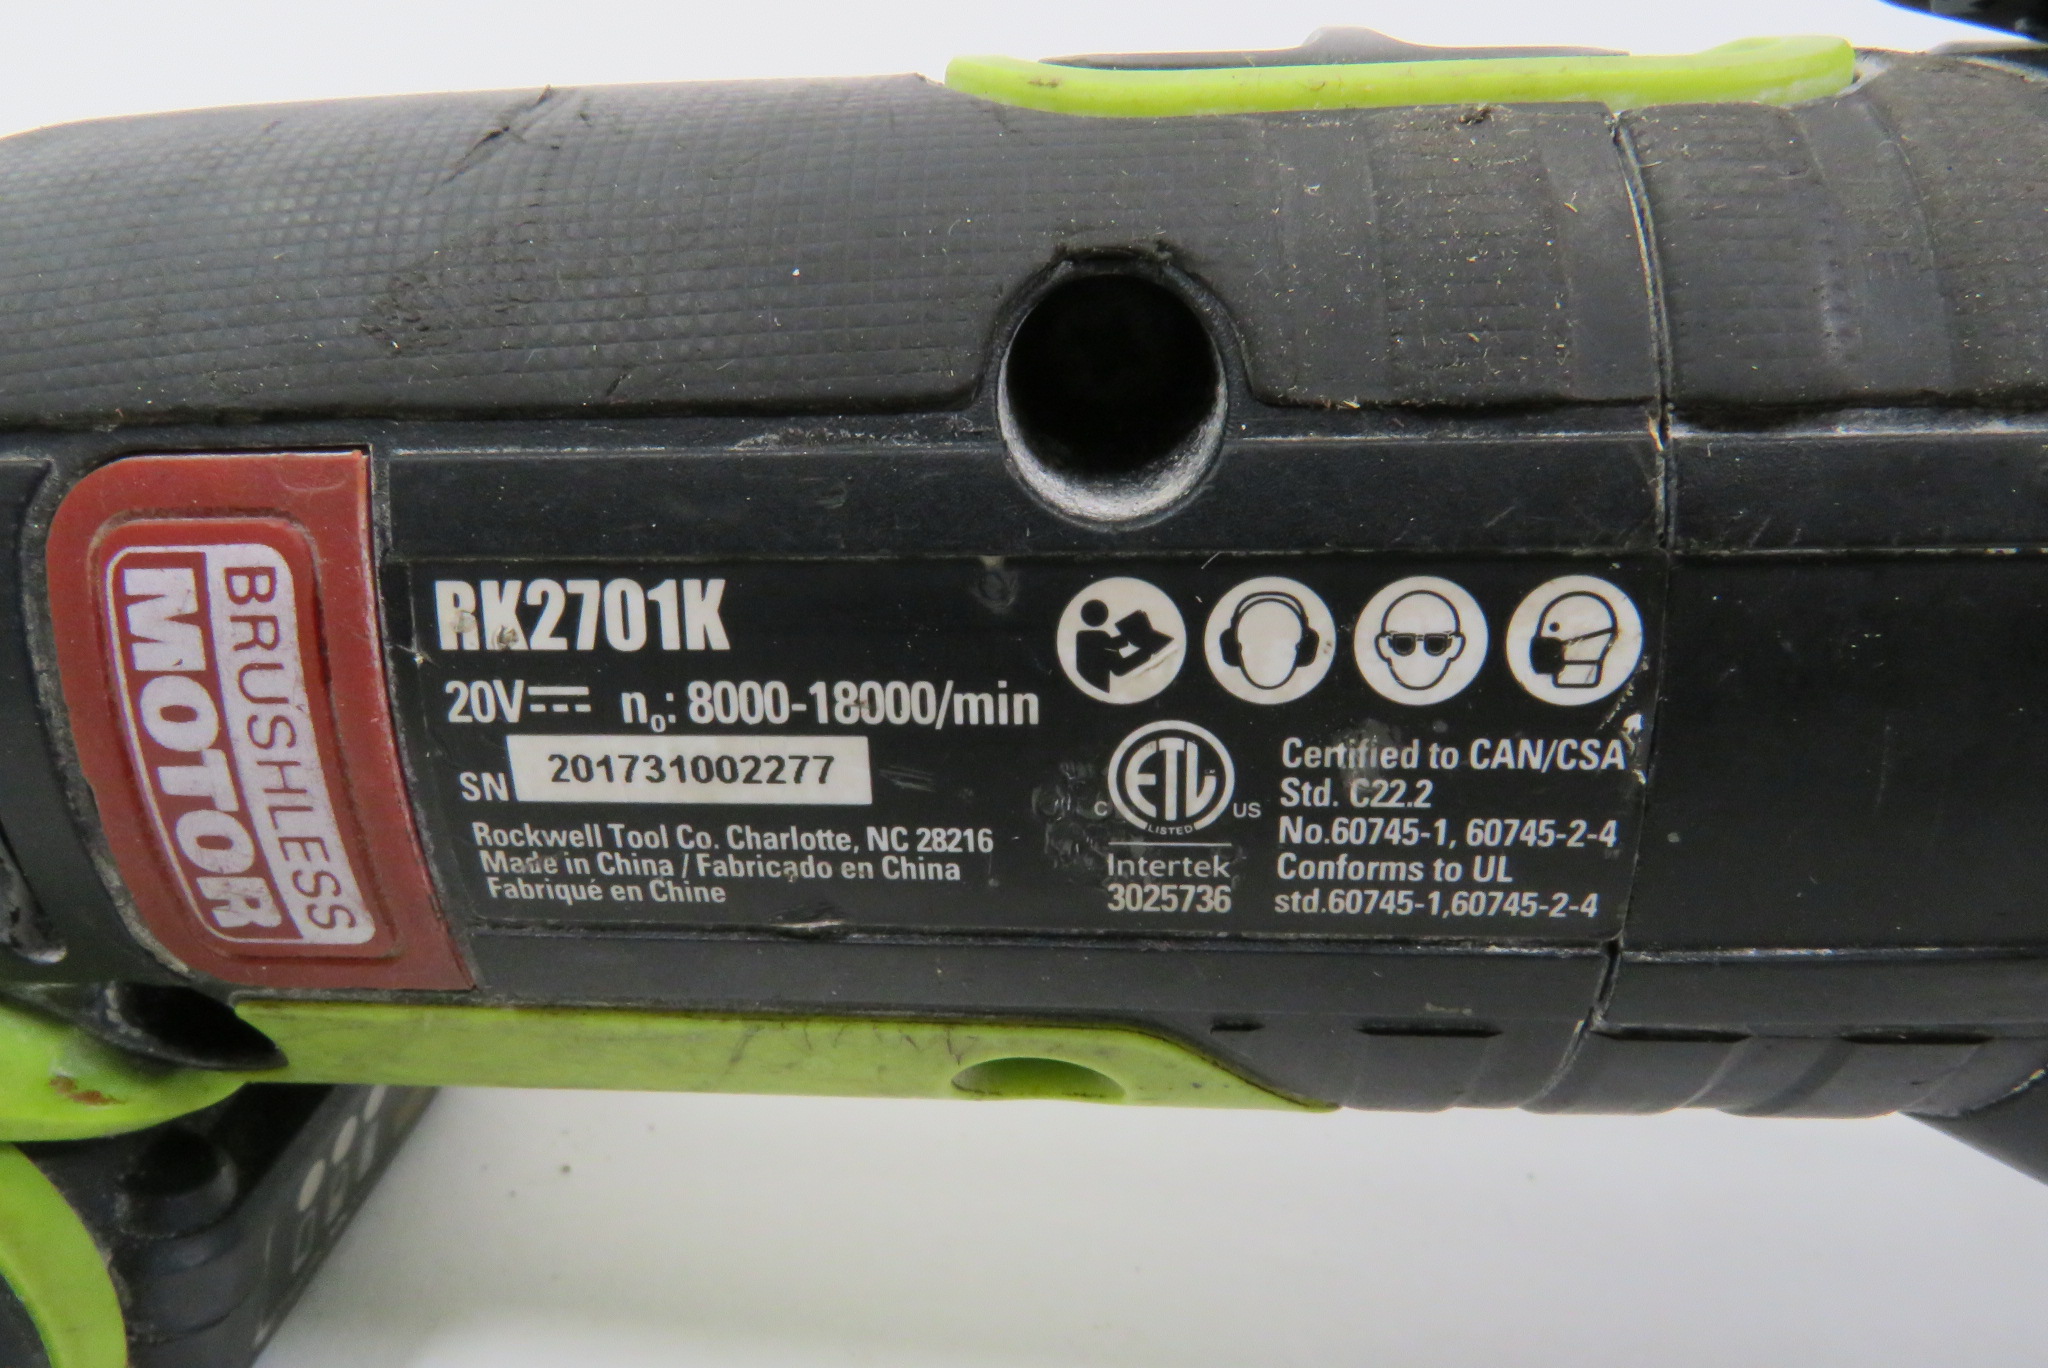 BRUSHLESS
MOTOR
RK2701K
20V⎓ n₀: 8000-18000/min
SN 201731002277
Rockwell Tool Co. Charlotte, NC 28216
Made in China / Fabricado en China
Fabriqué en Chine
C ETL US
LISTED
Intertek
3025736
Certified to CAN/CSA
Std. C22.2
No.60745-1, 60745-2-4
Conforms to UL
std.60745-1,60745-2-4